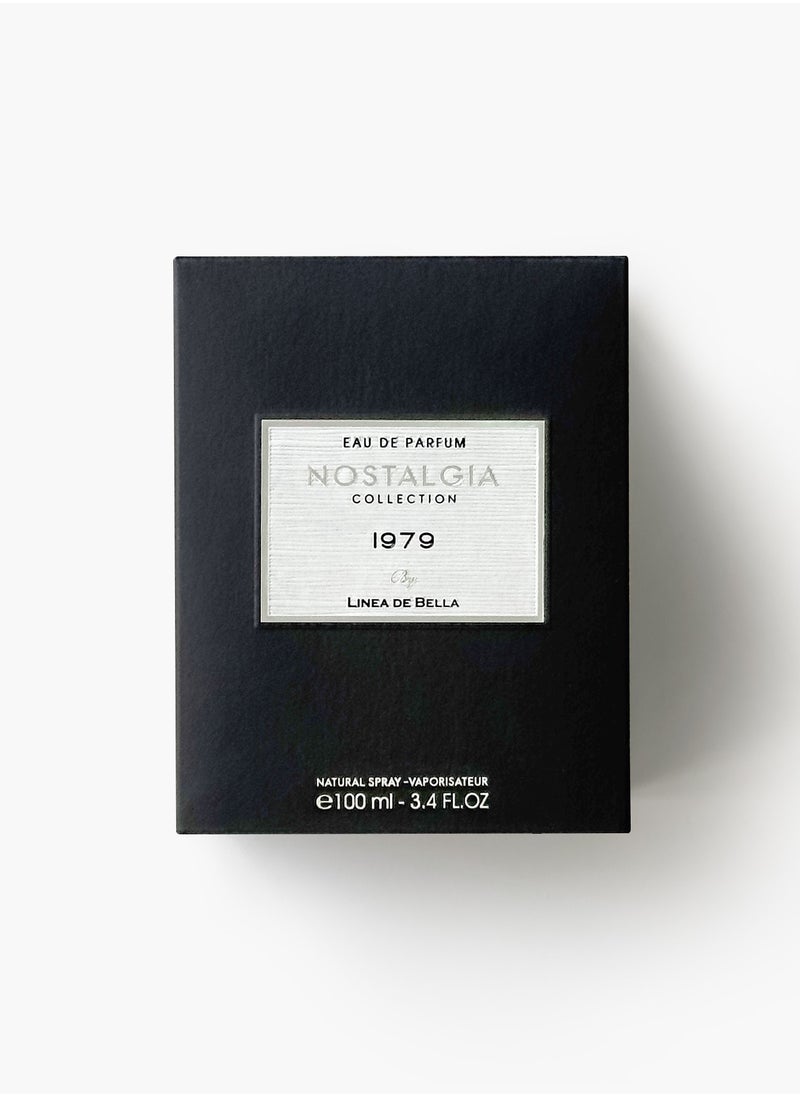 EAU DE PARFUM
NOSTALGIA
COLLECTION
1979
By
LINEA DE BELLA
NATURAL SPRAY -VAPORISATEUR
℮100 ml - 3.4 FL.OZ